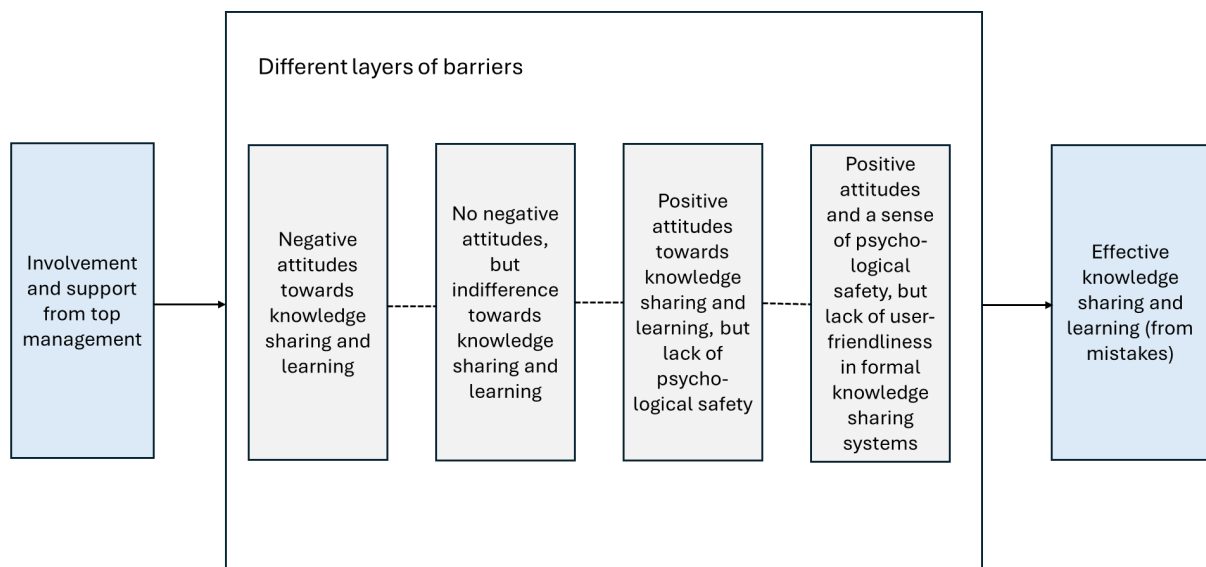 Different layers of barriers
Involvement
and support
from top
management
Negative
attitudes
towards
knowledge
sharing and
learning
No negative
attitudes,
but
indifference
towards
knowledge
sharing and
learning
Positive
attitudes
towards
knowledge
sharing and
learning, but
lack of
psycho-
logical safety
Positive
attitudes
and a sense
of psycho-
logical
safety, but
lack of user-
friendliness
in formal
knowledge
sharing
systems
Effective
knowledge
sharing and
learning (from
mistakes)